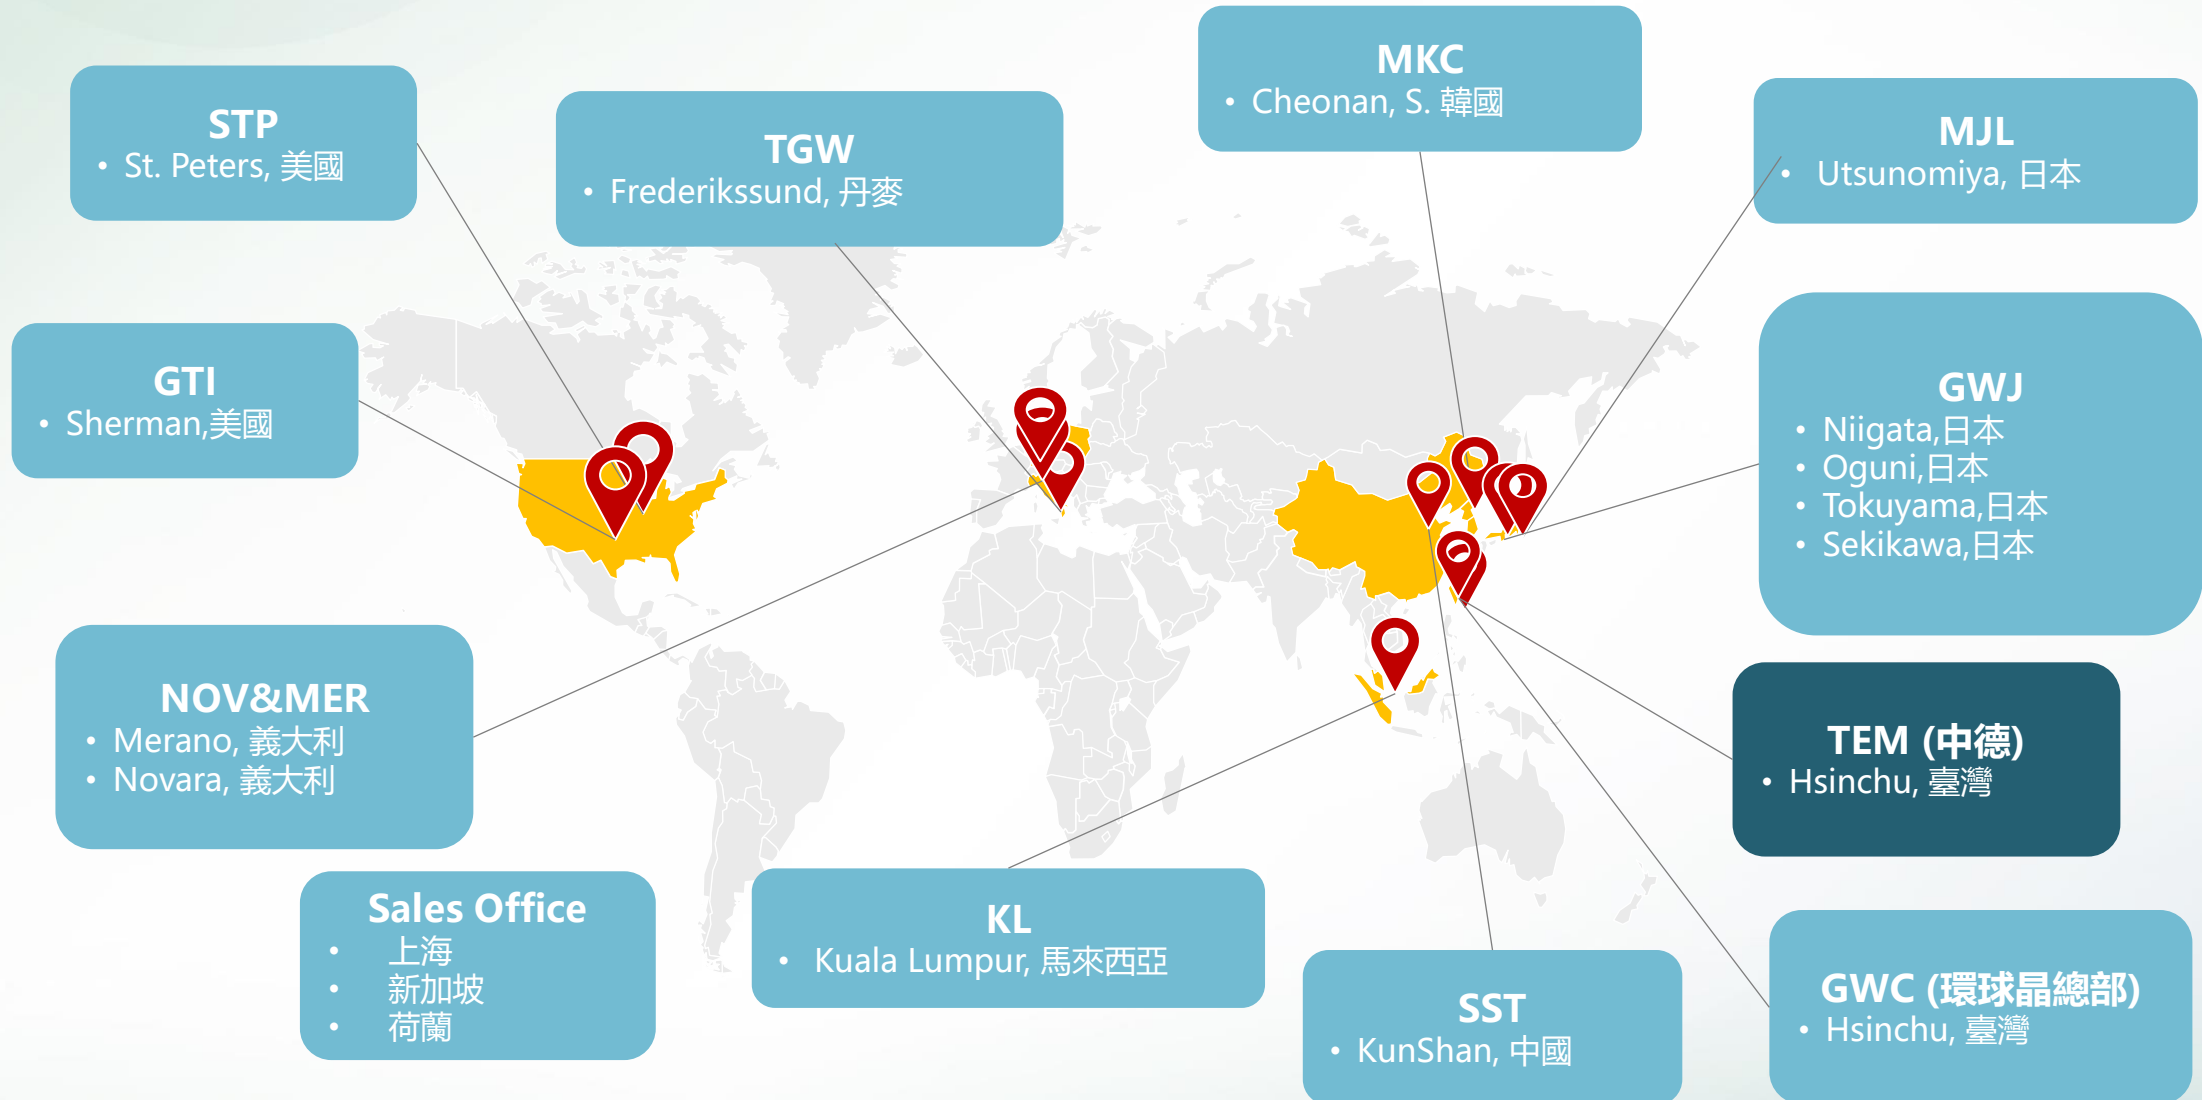 STP
• St. Peters, 美國
TGW
• Frederikssund, 丹麥
MKC
• Cheonan, S. 韓國
MJL
• Utsunomiya, 日本
GTI
• Sherman,美國
GWJ
• Niigata,日本
• Oguni,日本
• Tokuyama,日本
• Sekikawa,日本
NOV&MER
• Merano, 義大利
• Novara, 義大利
TEM (中德)
• Hsinchu, 臺灣
Sales Office
• 上海
• 新加坡
• 荷蘭
KL
• Kuala Lumpur, 馬來西亞
SST
• KunShan, 中國
GWC (環球晶總部)
• Hsinchu, 臺灣